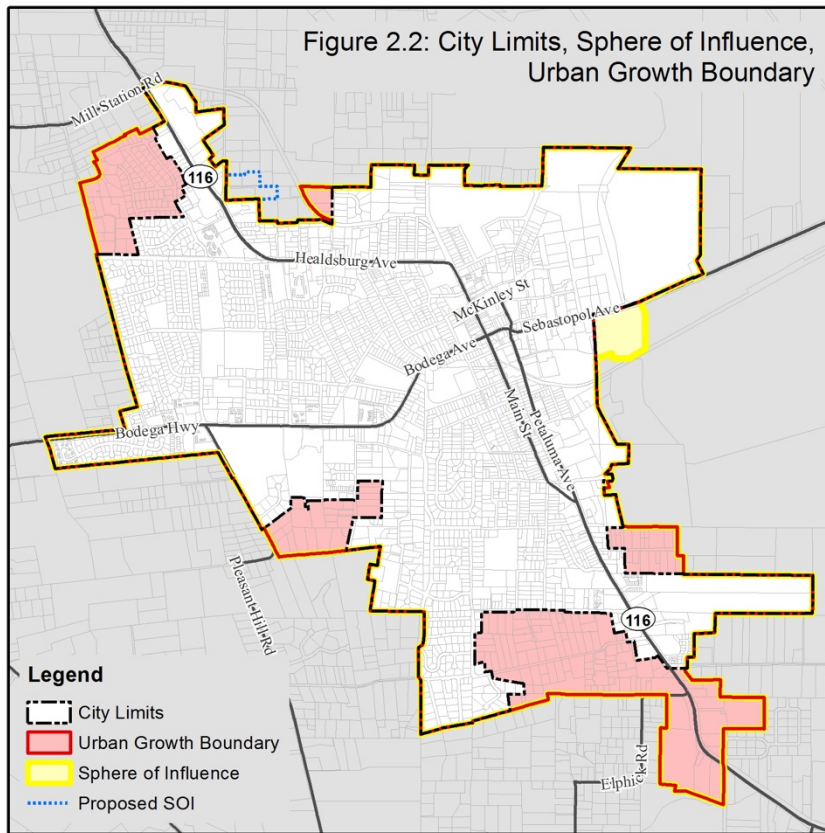 Figure 2.2: City Limits, Sphere of Influence,
Urban Growth Boundary
Mill Station Rd
116
Healdsburg Ave
McKinley St
Sebastopol Ave
Bodega Ave
Main St
Petaluma Ave
Bodega Hwy
Pleasant Hill Rd
116
Elphick Rd
Legend
City Limits
Urban Growth Boundary
Sphere of Influence
Proposed SOI